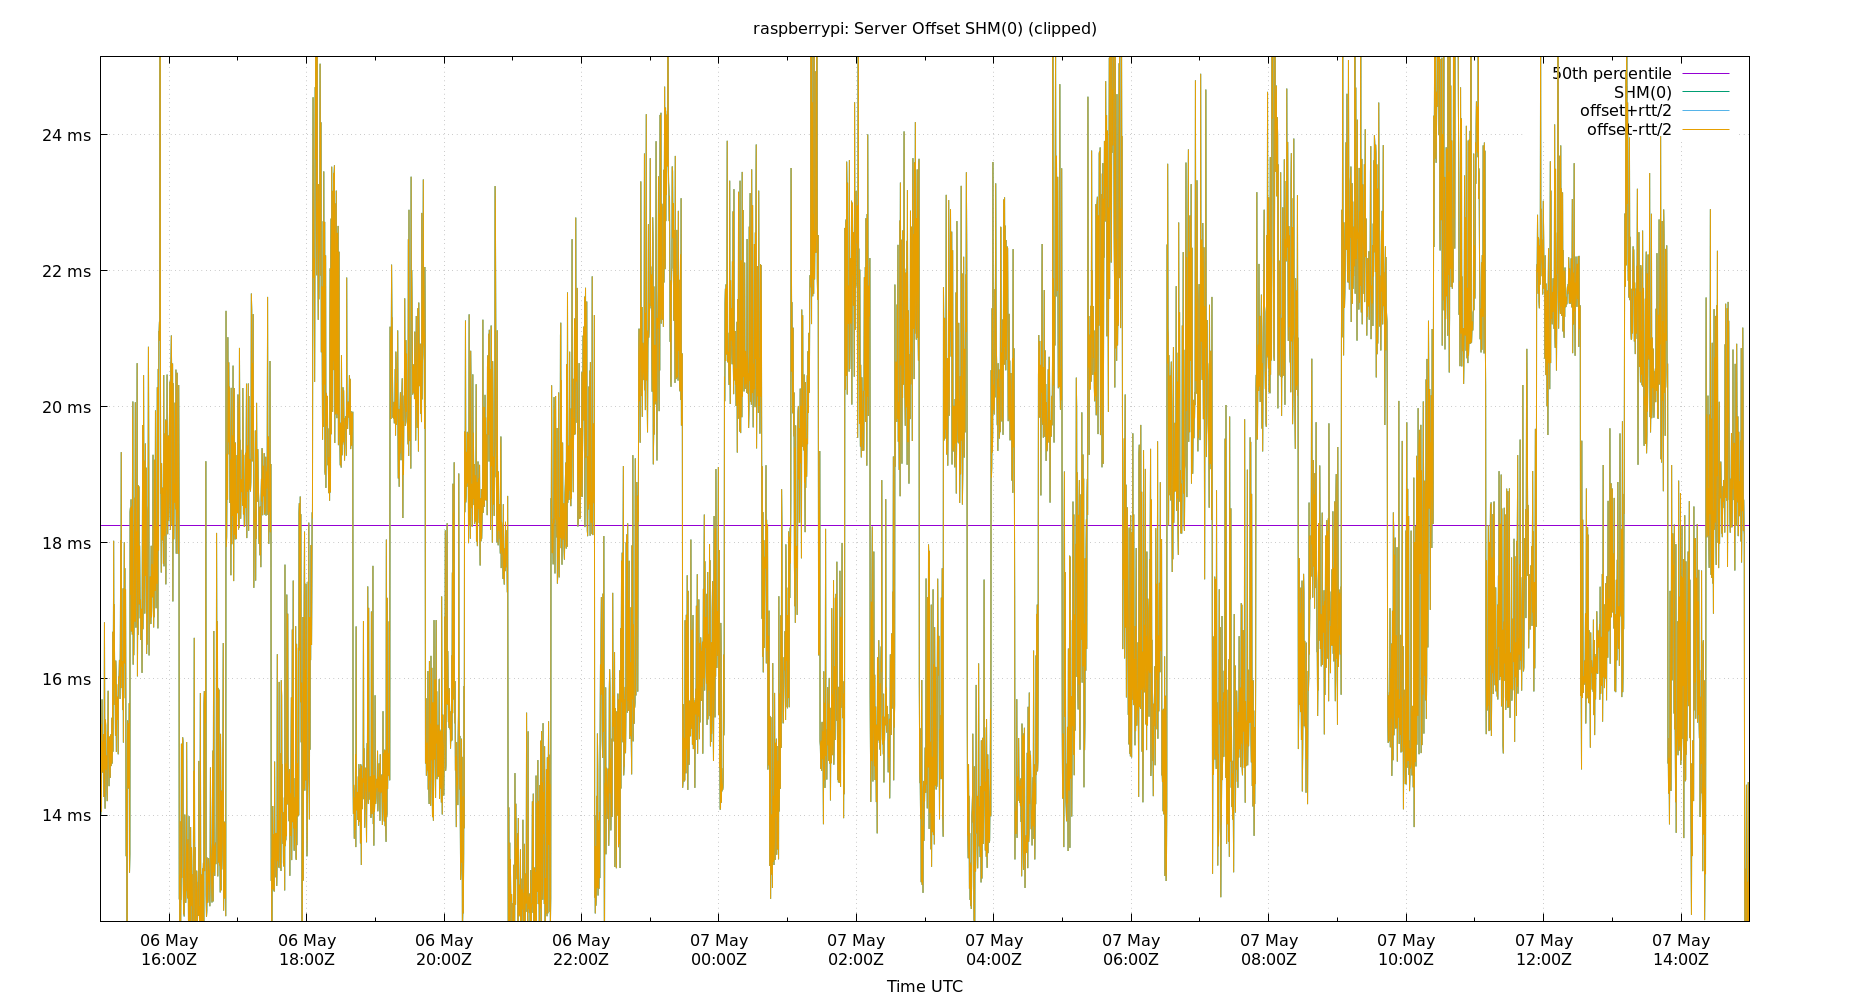 raspberrypi: Server Offset SHM(0) (clipped)
50th percentile
SHM(0)
offset+rtt/2
offset-rtt/2
24 ms
22 ms
20 ms
18 ms
16 ms
14 ms
06 May 06 May 06 May 06 May 07 May 07 May 07 May 07 May 07 May 07 May 07 May 07 May
16:00Z 18:00Z 20:00Z 22:00Z 00:00Z 02:00Z 04:00Z 06:00Z 08:00Z 10:00Z 12:00Z 14:00Z
Time UTC